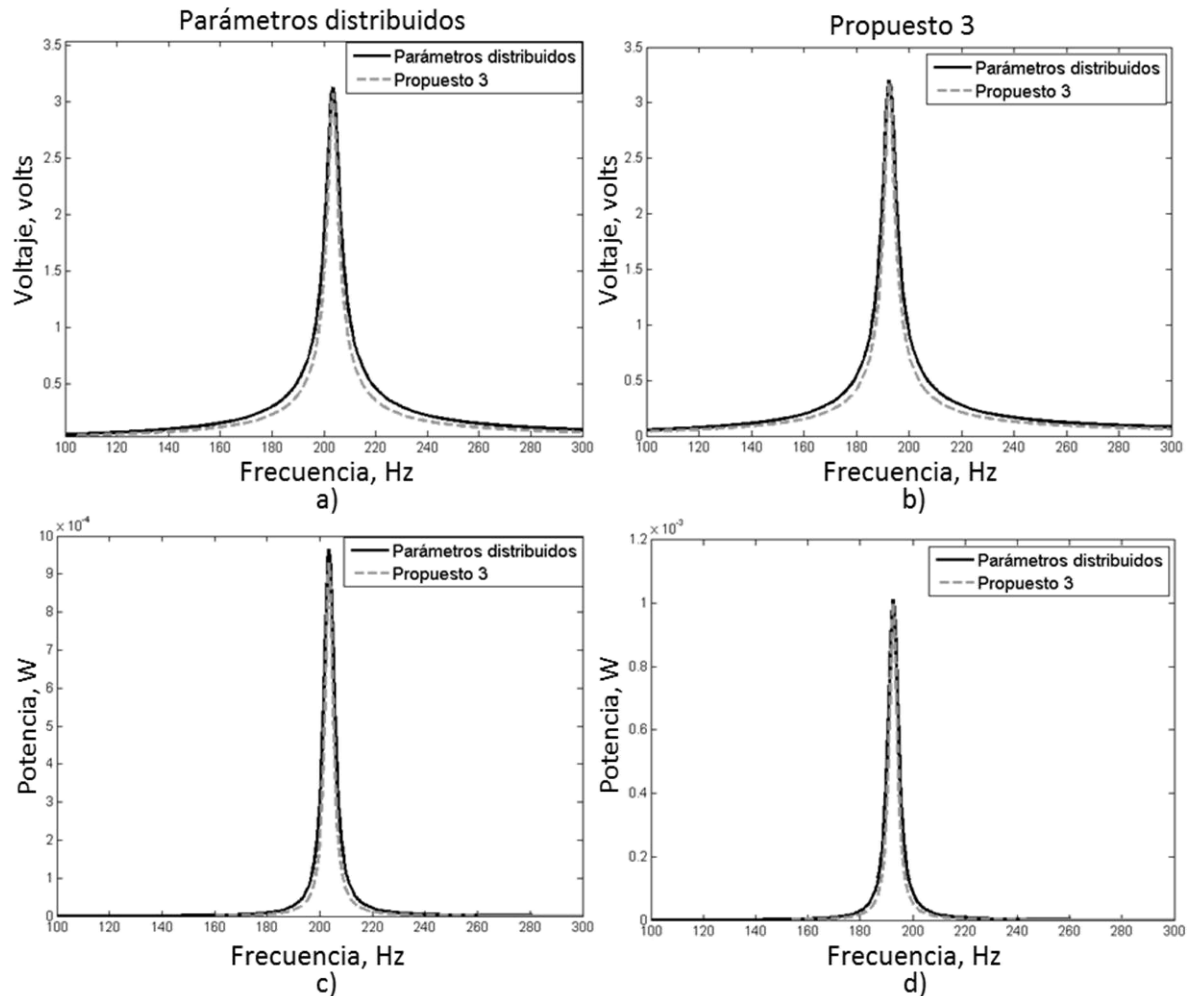 Parámetros distribuidos
Propuesto 3
3.5
3
2.5
2
1.5
1
0.5
100 120 140 160 180 200 220 240 260 280 300
Voltaje, volts
Frecuencia, Hz
a)
Parámetros distribuidos
Propuesto 3
3.5
3
2.5
2
1.5
1
0.5
0
100 120 140 160 180 200 220 240 260 280 300
Voltaje, volts
Frecuencia, Hz
b)
Parámetros distribuidos
Propuesto 3
10 × 10⁻⁴
9
8
7
6
5
4
3
2
1
0
100 120 140 160 180 200 220 240 260 280 300
Potencia, W
Frecuencia, Hz
c)
Parámetros distribuidos
Propuesto 3
1.2 × 10⁻³
1
0.8
0.6
0.4
0.2
0
100 120 140 160 180 200 220 240 260 280 300
Potencia, W
Frecuencia, Hz
d)
Parámetros distribuidos
Propuesto 3